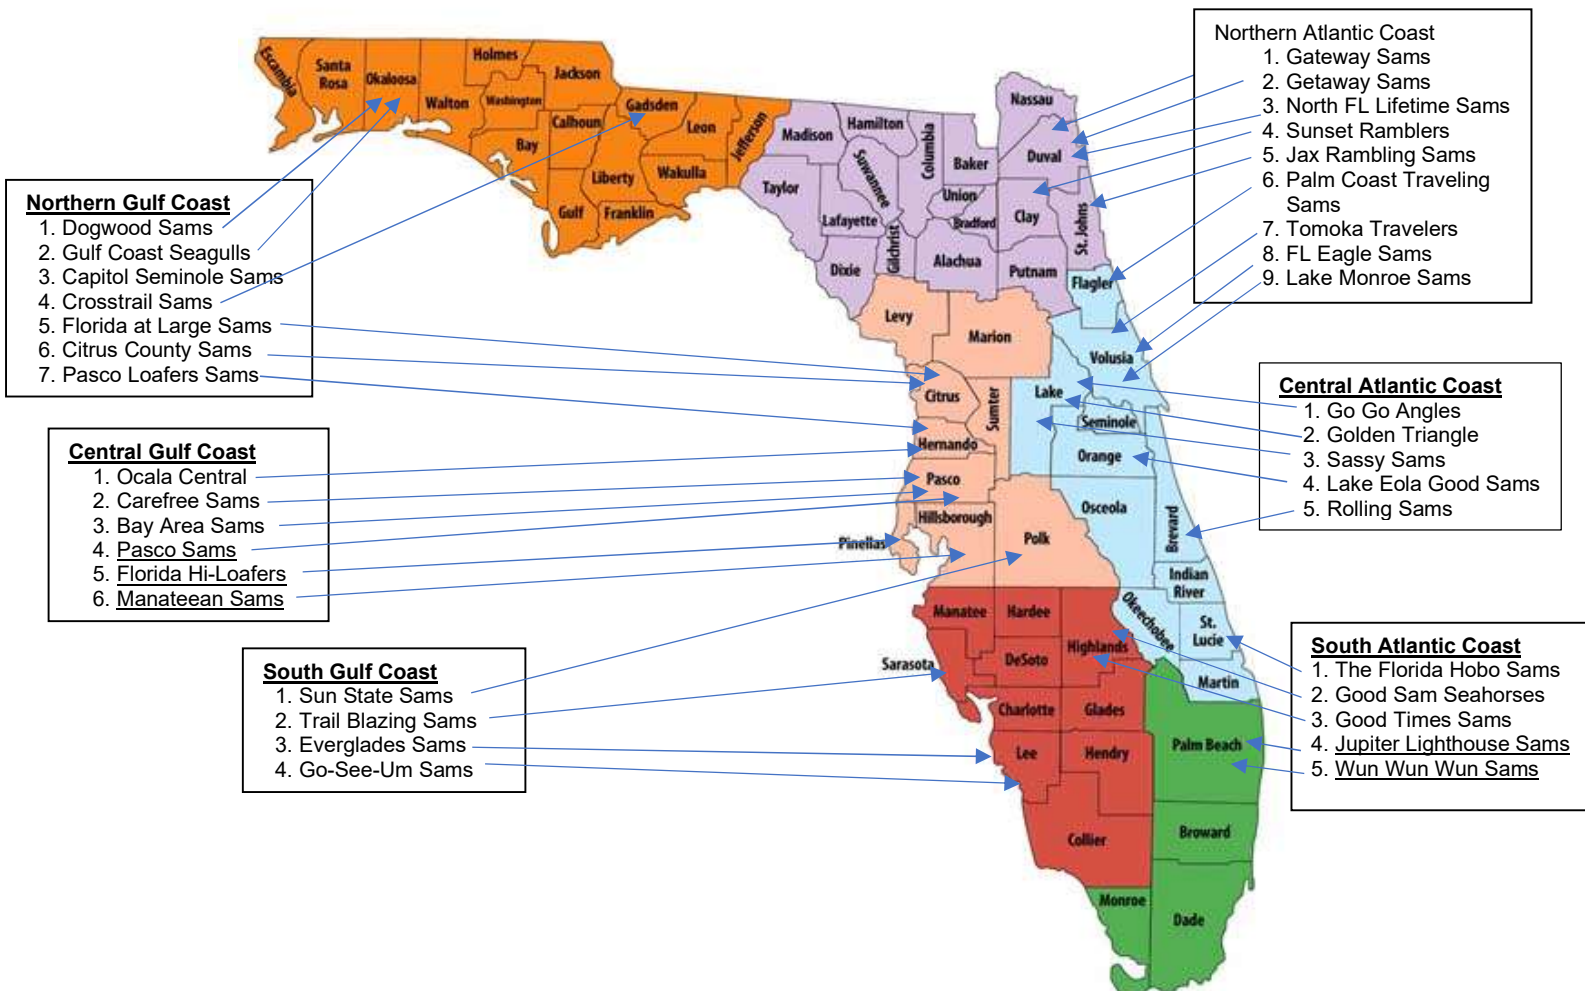 Northern Atlantic Coast
1. Gateway Sams
2. Getaway Sams
3. North FL Lifetime Sams
4. Sunset Ramblers
5. Jax Rambling Sams
6. Palm Coast Traveling
Sams
7. Tomoka Travelers
8. FL Eagle Sams
9. Lake Monroe Sams
Northern Gulf Coast
1. Dogwood Sams
2. Gulf Coast Seagulls
3. Capitol Seminole Sams
4. Crosstrail Sams
5. Florida at Large Sams
6. Citrus County Sams
7. Pasco Loafers Sams
Central Atlantic Coast
1. Go Go Angles
2. Golden Triangle
3. Sassy Sams
4. Lake Eola Good Sams
5. Rolling Sams
Central Gulf Coast
1. Ocala Central
2. Carefree Sams
3. Bay Area Sams
4. Pasco Sams
5. Florida Hi-Loafers
6. Manateean Sams
South Gulf Coast
1. Sun State Sams
2. Trail Blazing Sams
3. Everglades Sams
4. Go-See-Um Sams
South Atlantic Coast
1. The Florida Hobo Sams
2. Good Sam Seahorses
3. Good Times Sams
4. Jupiter Lighthouse Sams
5. Wun Wun Wun Sams
Escambia
Santa
Rosa
Okaloosa
Walton
Holmes
Washington
Jackson
Bay
Calhoun
Gulf
Liberty
Franklin
Gadsden
Leon
Wakulla
Jefferson
Madison
Taylor
Hamilton
Suwannee
Lafayette
Dixie
Gilchrist
Columbia
Baker
Union
Bradford
Alachua
Nassau
Duval
Clay
St. Johns
Putnam
Flagler
Levy
Marion
Volusia
Citrus
Sumter
Lake
Seminole
Hernando
Orange
Pasco
Hillsborough
Pinellas
Polk
Osceola
Brevard
Indian
River
Okeechobee
St.
Lucie
Martin
Manatee
Hardee
Highlands
Sarasota
DeSoto
Charlotte
Glades
Lee
Hendry
Palm Beach
Collier
Broward
Monroe
Dade